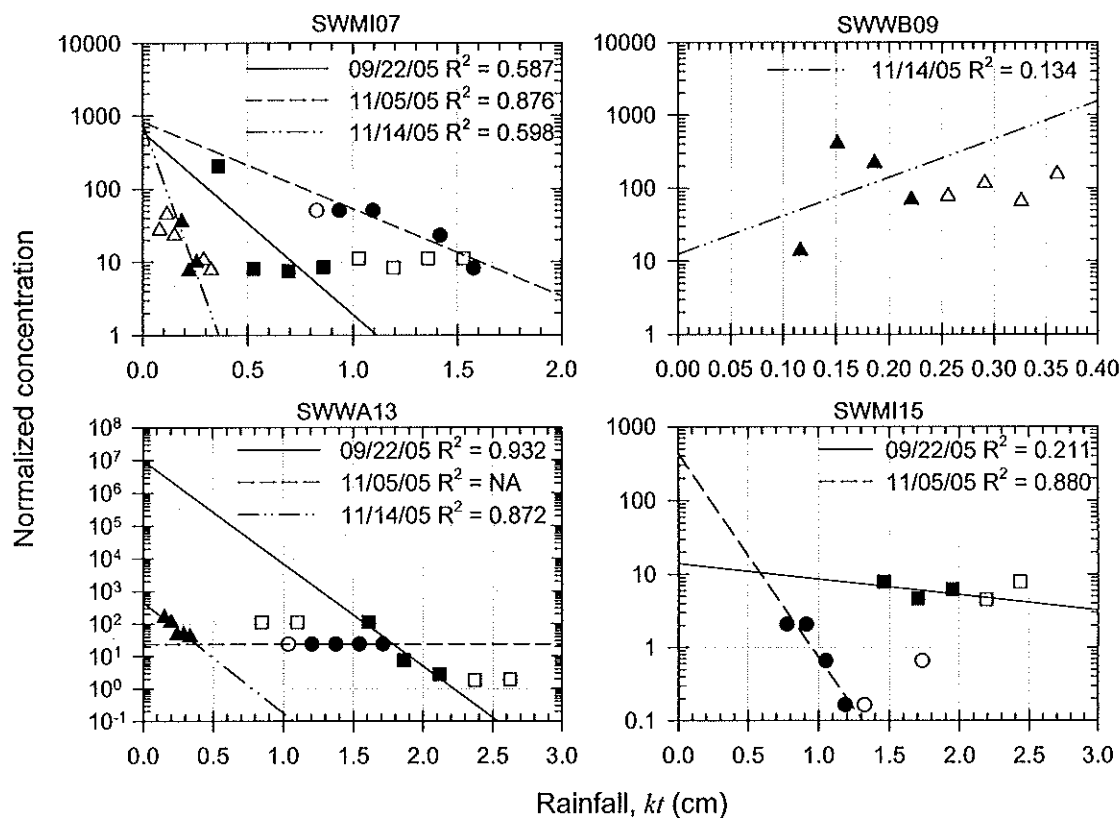 SWMI07
10000
1000
100
10
1
09/22/05 R² = 0.587
11/05/05 R² = 0.876
11/14/05 R² = 0.598
0.0 0.5 1.0 1.5 2.0
SWWB09
10000
1000
100
10
1
11/14/05 R² = 0.134
0.00 0.05 0.10 0.15 0.20 0.25 0.30 0.35 0.40
Normalized concentration
SWWA13
10⁸
10⁷
10⁶
10⁵
10⁴
10³
10²
10¹
10⁰
10⁻¹
09/22/05 R² = 0.932
11/05/05 R² = NA
11/14/05 R² = 0.872
0.0 0.5 1.0 1.5 2.0 2.5 3.0
SWMI15
1000
100
10
1
0.1
09/22/05 R² = 0.211
11/05/05 R² = 0.880
0.0 0.5 1.0 1.5 2.0 2.5 3.0
Rainfall, kt (cm)